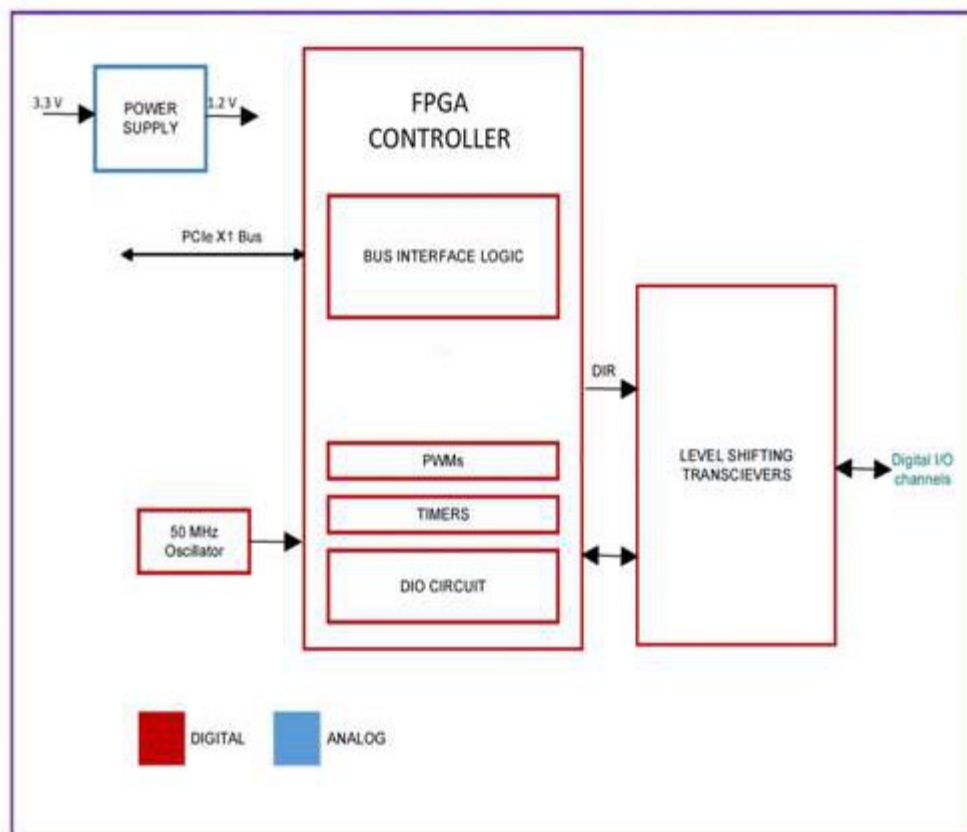 3.3 V
POWER
SUPPLY
1.2 V
FPGA
CONTROLLER
PCIe X1 Bus
BUS INTERFACE LOGIC
DIR
PWMs
LEVEL SHIFTING
TRANSCIEVERS
Digital I/O
channels
TIMERS
50 MHz
Oscillator
DIO CIRCUIT
DIGITAL
ANALOG